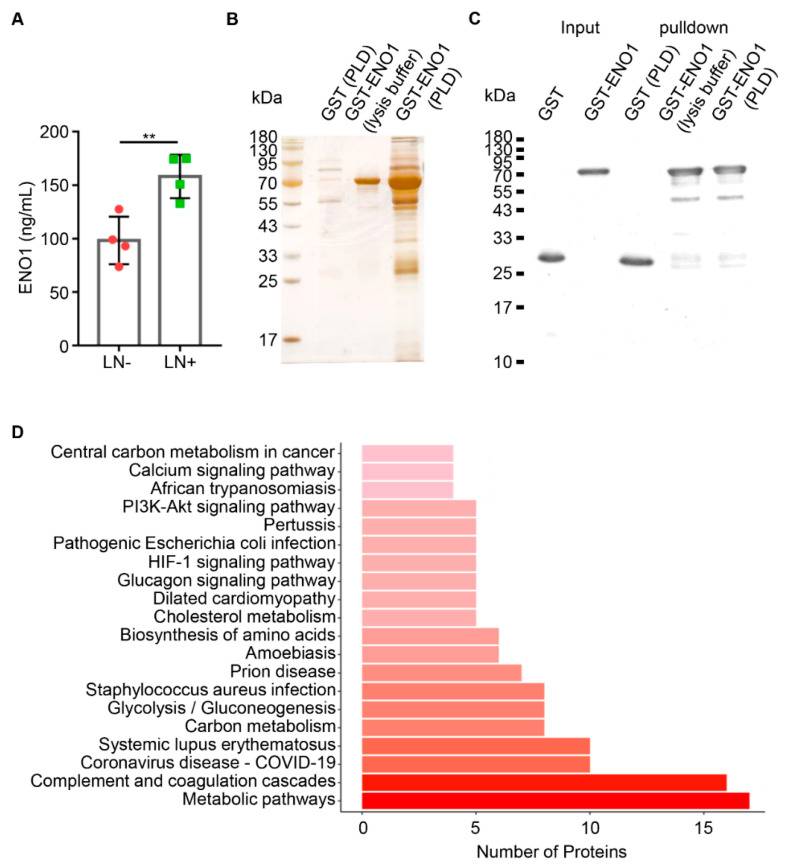 A
ENO1 (ng/mL)
200
150
100
50
0
**
LN-
LN+
B
kDa
GST (PLD)
GST-ENO1
(lysis buffer)
GST-ENO1
(PLD)
180
130
95
70
55
43
33
25
17
C
Input
pulldown
kDa
GST
GST-ENO1
GST (PLD)
GST-ENO1
(lysis buffer)
GST-ENO1
(PLD)
180
130
95
70
55
43
33
25
17
10
D
Central carbon metabolism in cancer
Calcium signaling pathway
African trypanosomiasis
PI3K-Akt signaling pathway
Pertussis
Pathogenic Escherichia coli infection
HIF-1 signaling pathway
Glucagon signaling pathway
Dilated cardiomyopathy
Cholesterol metabolism
Biosynthesis of amino acids
Amoebiasis
Prion disease
Staphylococcus aureus infection
Glycolysis / Gluconeogenesis
Carbon metabolism
Systemic lupus erythematosus
Coronavirus disease - COVID-19
Complement and coagulation cascades
Metabolic pathways
0 5 10 15
Number of Proteins